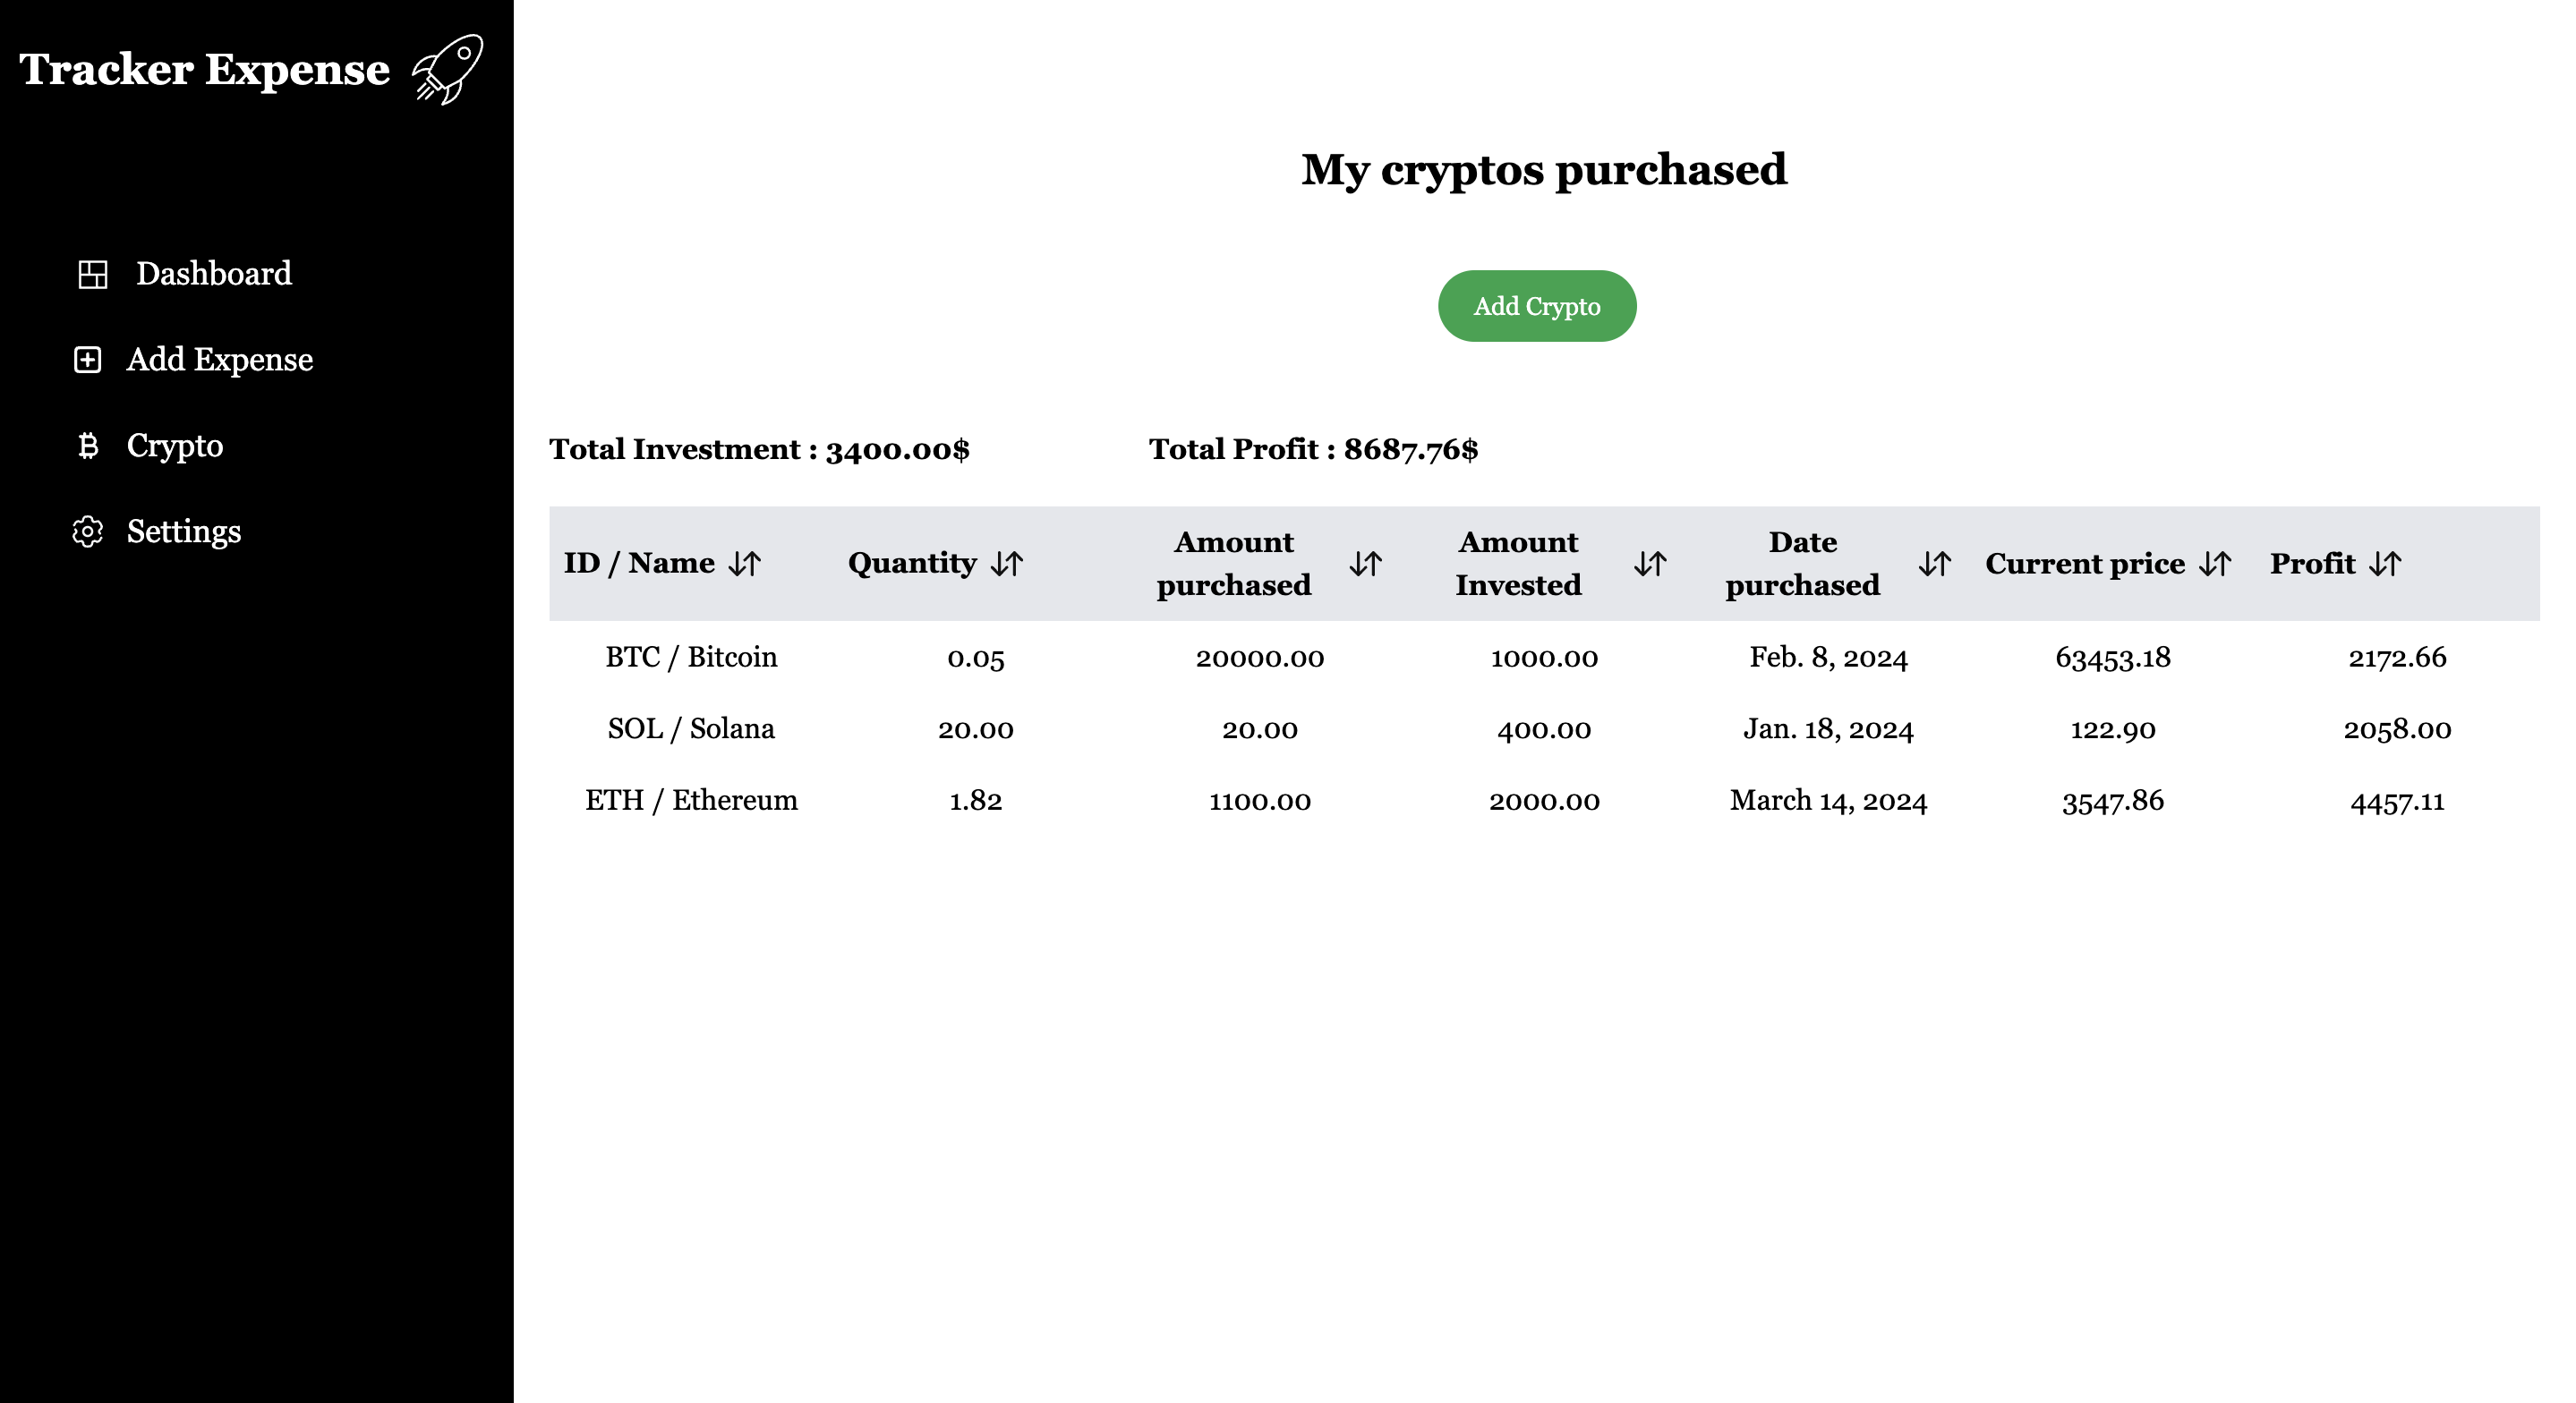 Tracker Expense
Dashboard
Add Expense
Crypto
Settings
My cryptos purchased
Add Crypto
Total Investment : 3400.00$ Total Profit : 8687.76$
ID / Name Quantity Amount purchased Amount Invested Date purchased Current price Profit
BTC / Bitcoin 0.05 20000.00 1000.00 Feb. 8, 2024 63453.18 2172.66
SOL / Solana 20.00 20.00 400.00 Jan. 18, 2024 122.90 2058.00
ETH / Ethereum 1.82 1100.00 2000.00 March 14, 2024 3547.86 4457.11